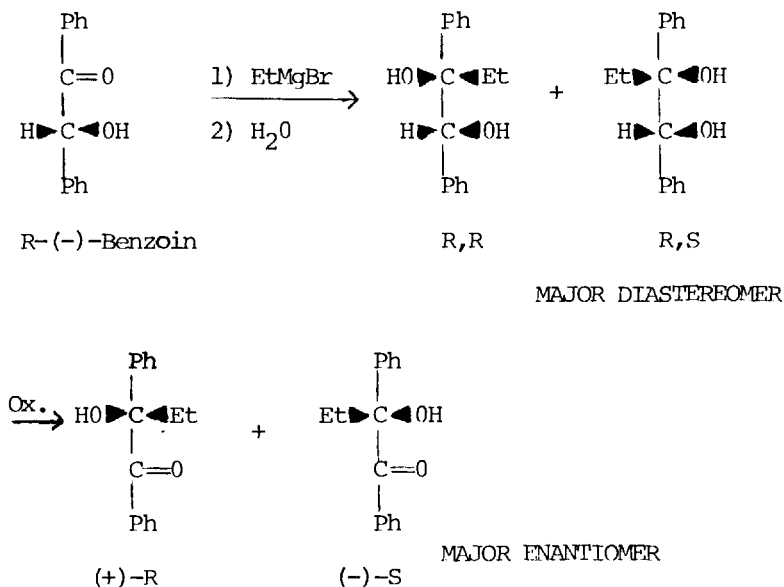 Ph Ph Ph
C=O 1) EtMgBr HO C Et + Et C OH
H C OH 2) H₂O H C OH H C OH
Ph Ph Ph
R-(-)-Benzoin R,R R,S
MAJOR DIASTEREOMER
Ph Ph
Ox. HO C Et + Et C OH
C=O C=O
Ph Ph MAJOR ENANTIOMER
(+)-R (-)-S